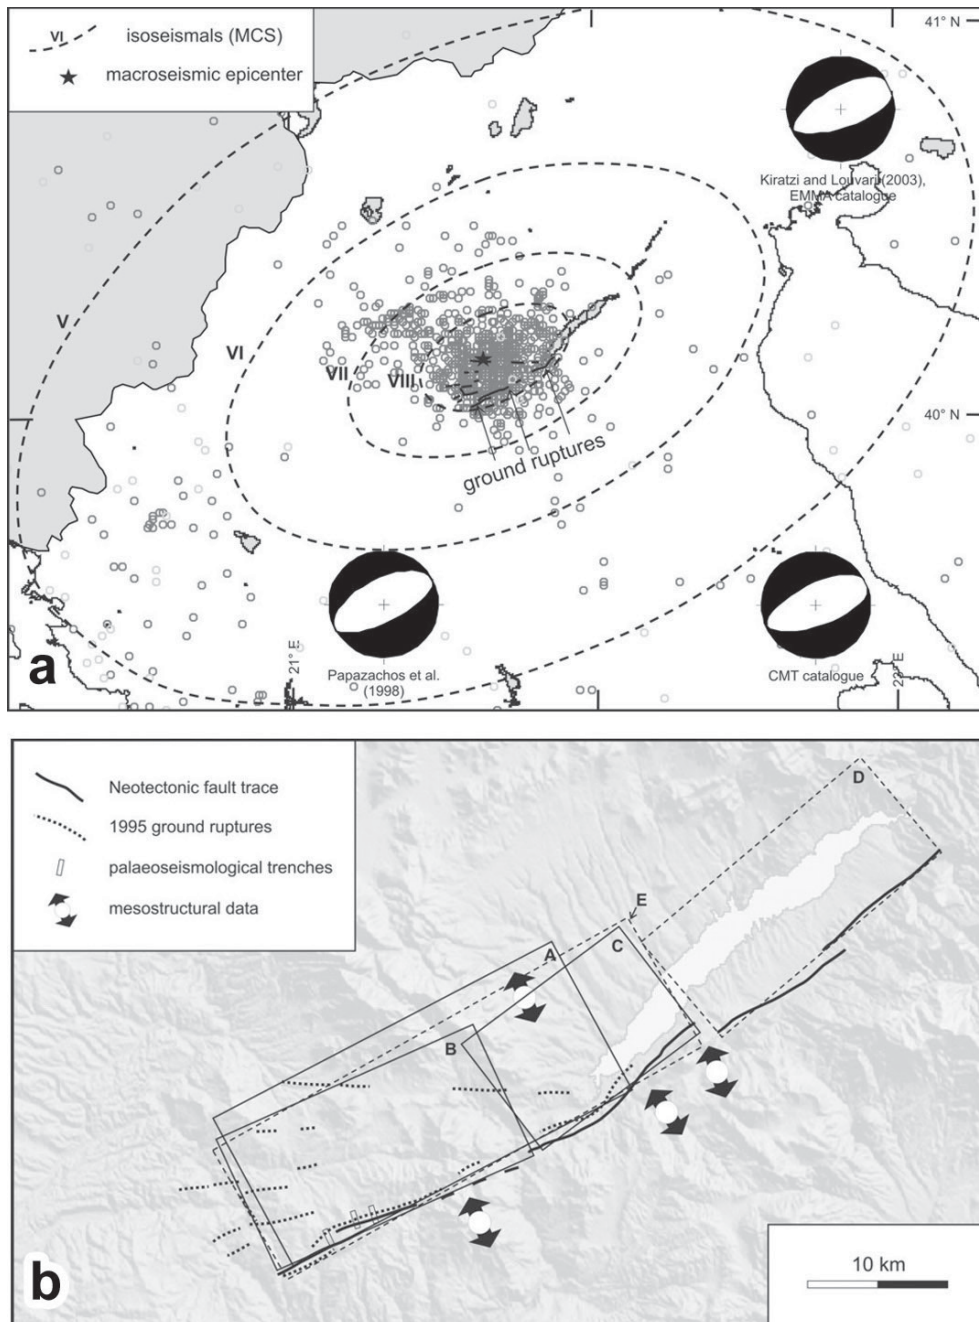 VI
isoseismals (MCS)
macroseismic epicenter
41° N
Kiratzi and Louvari (2003),
EMMA catalogue
V
VI
VII
VIII
40° N
ground ruptures
21° E
22° E
Papazachos et al.
(1998)
CMT catalogue
a
Neotectonic fault trace
1995 ground ruptures
palaeoseismological trenches
mesostructural data
D
E
C
A
B
10 km
b